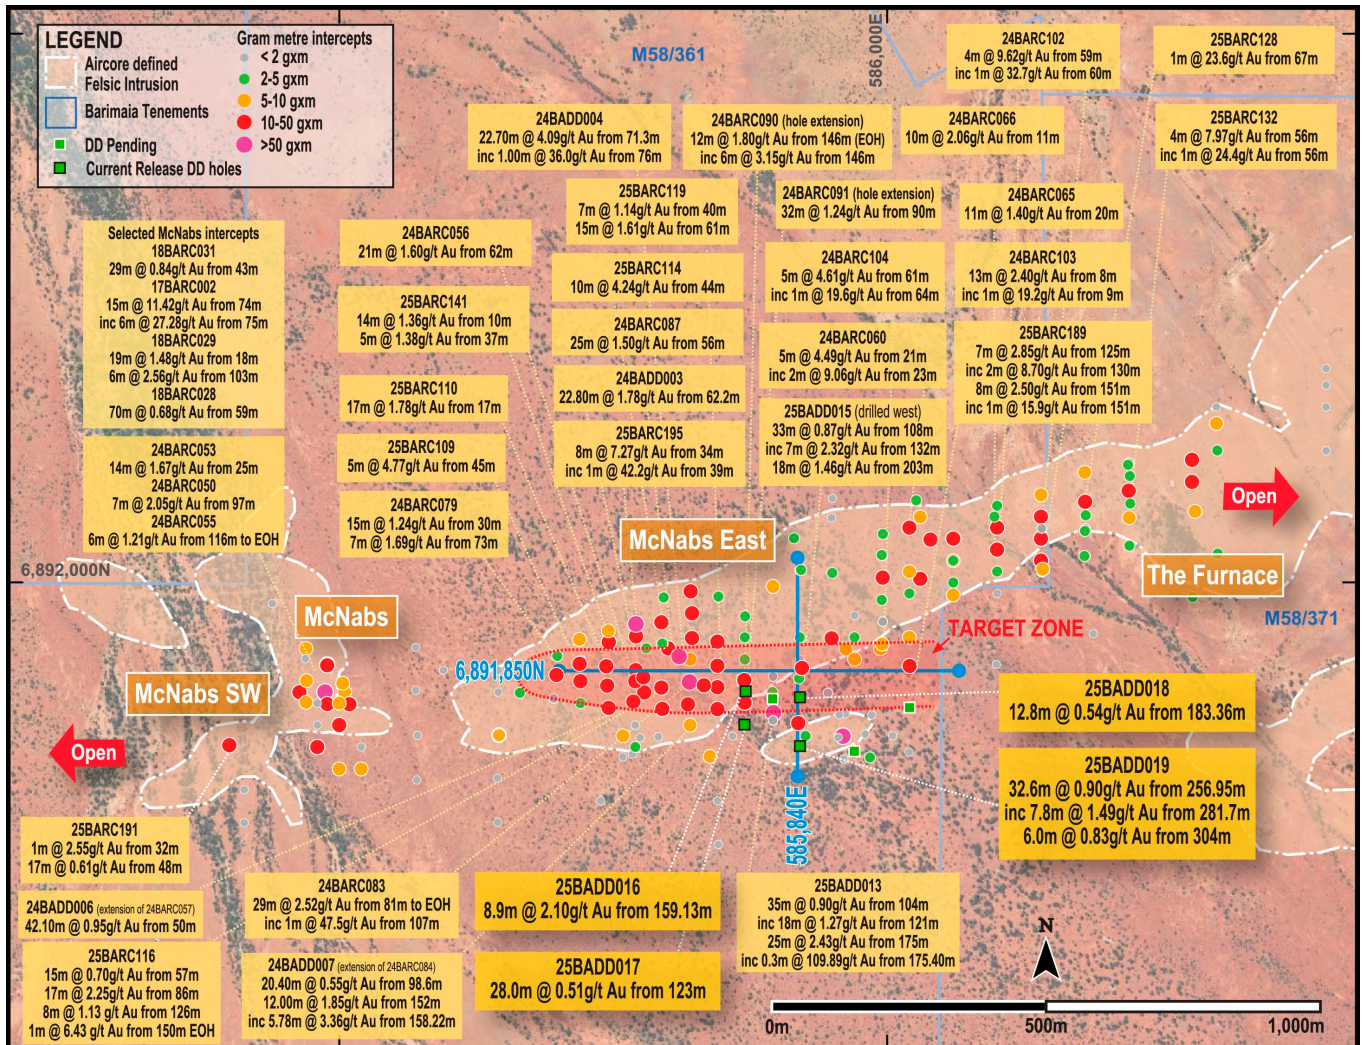 LEGEND
Aircore defined
Felsic Intrusion
Barimaia Tenements
DD Pending
Current Release DD holes
Gram metre intercepts
< 2 gxm
2-5 gxm
5-10 gxm
10-50 gxm
>50 gxm
M58/361
586,000E
24BARC102
4m @ 9.62g/t Au from 59m
inc 1m @ 32.7g/t Au from 60m
25BARC128
1m @ 23.6g/t Au from 67m
24BADD004
22.70m @ 4.09g/t Au from 71.3m
inc 1.00m @ 36.0g/t Au from 76m
24BARC090 (hole extension)
12m @ 1.80g/t Au from 146m (EOH)
inc 6m @ 3.15g/t Au from 146m
24BARC066
10m @ 2.06g/t Au from 11m
25BARC132
4m @ 7.97g/t Au from 56m
inc 1m @ 24.4g/t Au from 56m
25BARC119
7m @ 1.14g/t Au from 40m
15m @ 1.61g/t Au from 61m
24BARC091 (hole extension)
32m @ 1.24g/t Au from 90m
24BARC065
11m @ 1.40g/t Au from 20m
Selected McNabs intercepts
18BARC031
29m @ 0.84g/t Au from 43m
17BARC002
15m @ 11.42g/t Au from 74m
inc 6m @ 27.28g/t Au from 75m
18BARC029
19m @ 1.48g/t Au from 18m
6m @ 2.56g/t Au from 103m
18BARC028
70m @ 0.68g/t Au from 59m
24BARC056
21m @ 1.60g/t Au from 62m
25BARC114
10m @ 4.24g/t Au from 44m
24BARC104
5m @ 4.61g/t Au from 61m
inc 1m @ 19.6g/t Au from 64m
24BARC103
13m @ 2.40g/t Au from 8m
inc 1m @ 19.2g/t Au from 9m
25BARC141
14m @ 1.36g/t Au from 10m
5m @ 1.38g/t Au from 37m
24BARC087
25m @ 1.50g/t Au from 56m
24BARC060
5m @ 4.49g/t Au from 21m
inc 2m @ 9.06g/t Au from 23m
25BARC189
7m @ 2.85g/t Au from 125m
inc 2m @ 8.70g/t Au from 130m
8m @ 2.50g/t Au from 151m
inc 1m @ 15.9g/t Au from 151m
25BARC110
17m @ 1.78g/t Au from 17m
24BADD003
22.80m @ 1.78g/t Au from 62.2m
25BADD015 (drilled west)
33m @ 0.87g/t Au from 108m
inc 7m @ 2.32g/t Au from 132m
18m @ 1.46g/t Au from 203m
24BARC053
14m @ 1.67g/t Au from 25m
24BARC050
7m @ 2.05g/t Au from 97m
24BARC055
6m @ 1.21g/t Au from 116m to EOH
25BARC109
5m @ 4.77g/t Au from 45m
25BARC195
8m @ 7.27g/t Au from 34m
inc 1m @ 42.2g/t Au from 39m
24BARC079
15m @ 1.24g/t Au from 30m
7m @ 1.69g/t Au from 73m
Open
McNabs East
6,892,000N
The Furnace
McNabs
M58/371
TARGET ZONE
6,891,850N
McNabs SW
25BADD018
12.8m @ 0.54g/t Au from 183.36m
Open
25BADD019
32.6m @ 0.90g/t Au from 256.95m
inc 7.8m @ 1.49g/t Au from 281.7m
6.0m @ 0.83g/t Au from 304m
585,840E
25BARC191
1m @ 2.55g/t Au from 32m
17m @ 0.61g/t Au from 48m
24BADD006 (extension of 24BARC057)
42.10m @ 0.95g/t Au from 50m
25BARC116
15m @ 0.70g/t Au from 57m
17m @ 2.25g/t Au from 86m
8m @ 1.13 g/t Au from 126m
1m @ 6.43 g/t Au from 150m EOH
24BARC083
29m @ 2.52g/t Au from 81m to EOH
inc 1m @ 47.5g/t Au from 107m
24BADD007 (extension of 24BARC084)
20.40m @ 0.55g/t Au from 98.6m
12.00m @ 1.85g/t Au from 152m
inc 5.78m @ 3.36g/t Au from 158.22m
25BADD016
8.9m @ 2.10g/t Au from 159.13m
25BADD017
28.0m @ 0.51g/t Au from 123m
25BADD013
35m @ 0.90g/t Au from 104m
inc 18m @ 1.27g/t Au from 121m
25m @ 2.43g/t Au from 175m
inc 0.3m @ 109.89g/t Au from 175.40m
N
0m
500m
1,000m